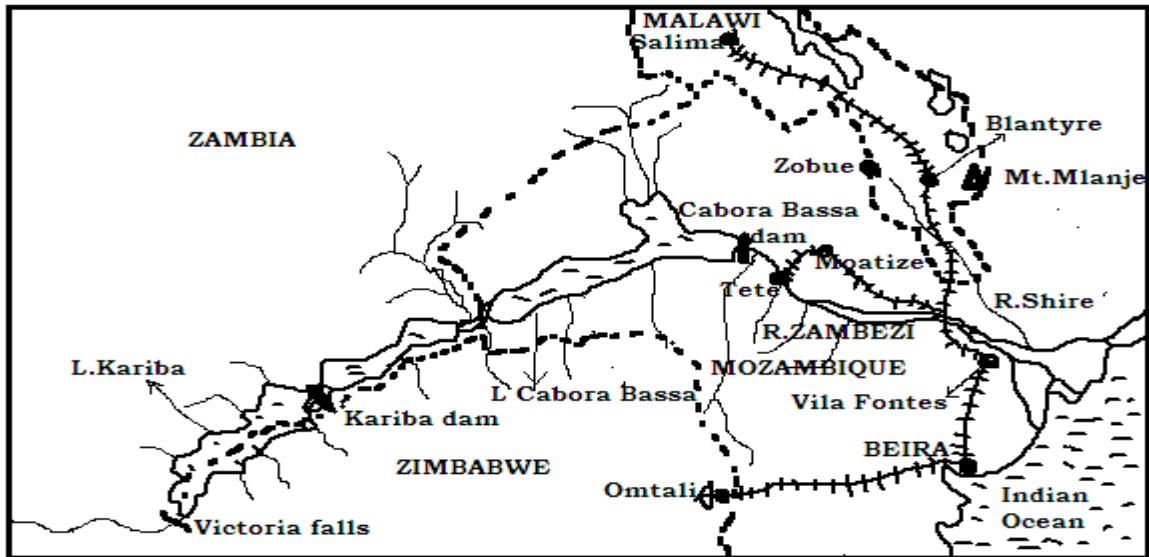 MALAWI
Salima
ZAMBIA
Blantyre
Zobue
Mt.Mlanje
Cabora Bassa
dam
Moatize
Tete
R.Shire
R.ZAMBEZI
L.Kariba
MOZAMBIQUE
L Cabora Bassa
Vila Fontes
Kariba dam
BEIRA
ZIMBABWE
Omtali
Indian
Ocean
Victoria falls